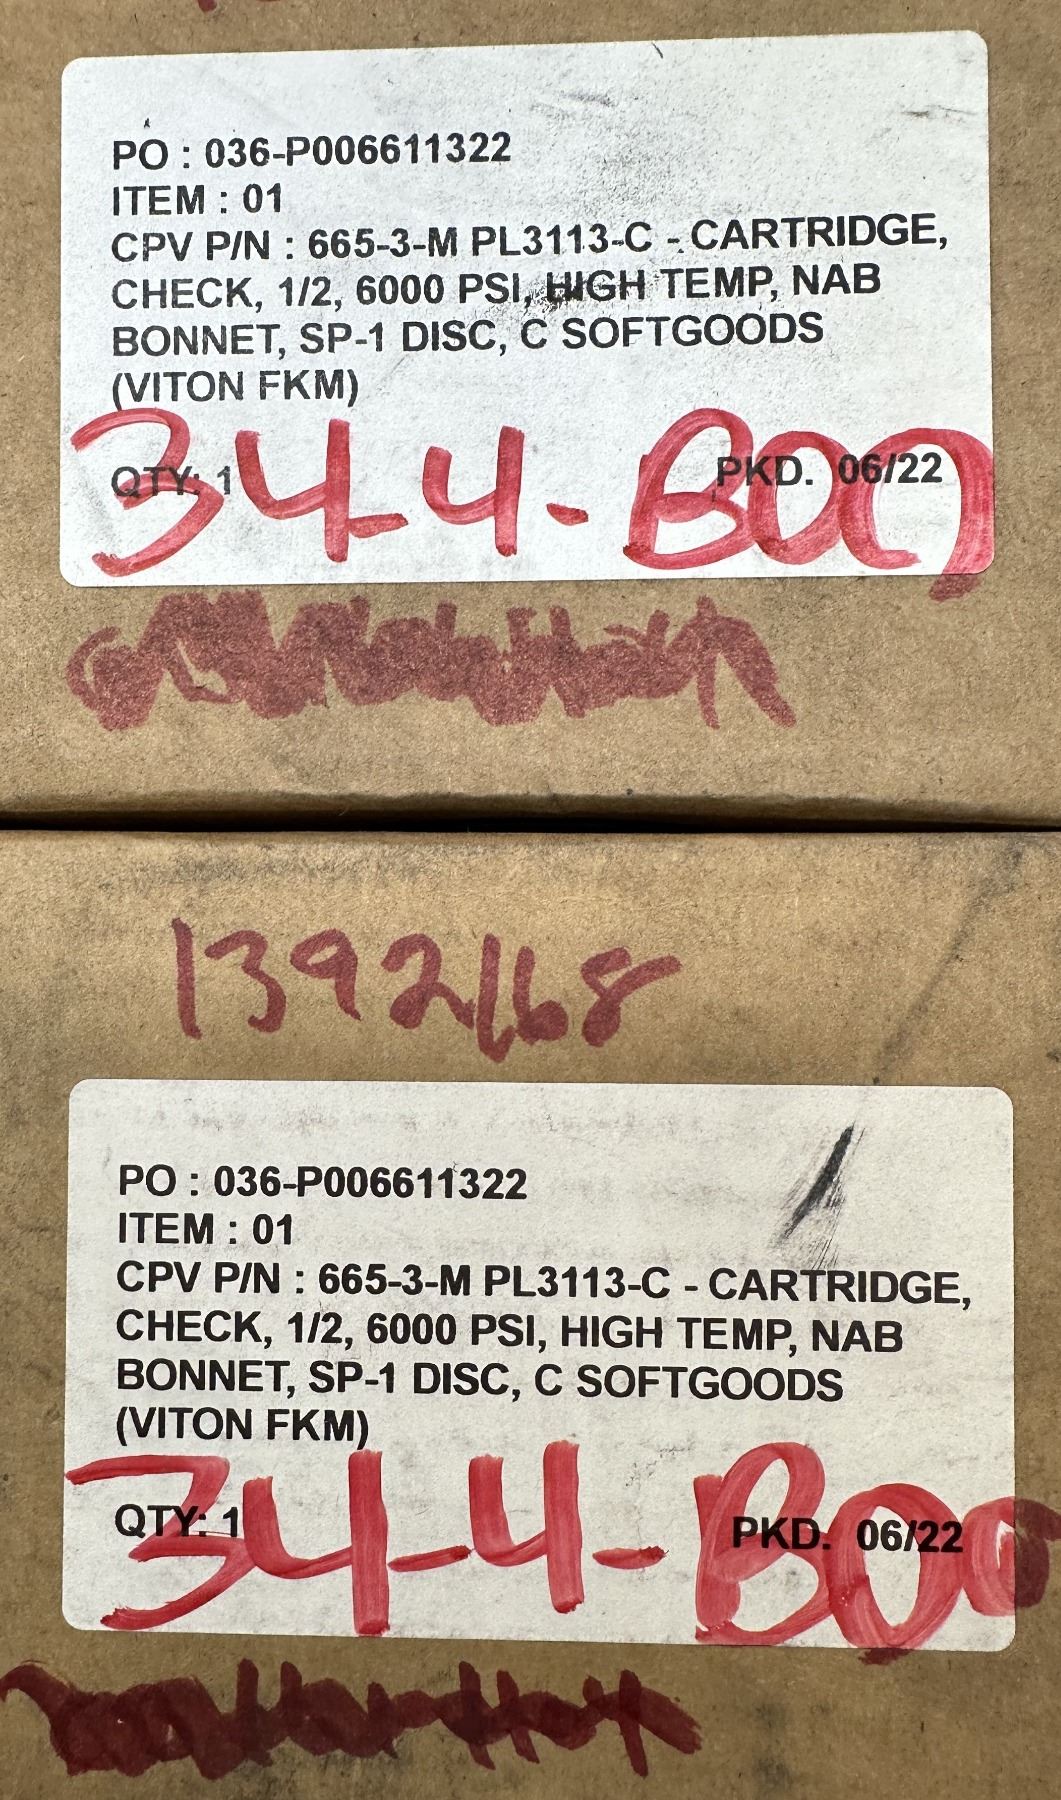 PO : 036-P006611322
ITEM : 01
CPV P/N : 665-3-M PL3113-C - CARTRIDGE,
CHECK, 1/2, 6000 PSI, HIGH TEMP, NAB
BONNET, SP-1 DISC, C SOFTGOODS
(VITON FKM)
QTY: 1 PKD. 06/22
34-4-B00
1392168
PO : 036-P006611322
ITEM : 01
CPV P/N : 665-3-M PL3113-C - CARTRIDGE,
CHECK, 1/2, 6000 PSI, HIGH TEMP, NAB
BONNET, SP-1 DISC, C SOFTGOODS
(VITON FKM)
QTY: 1 PKD. 06/22
34-4-B00